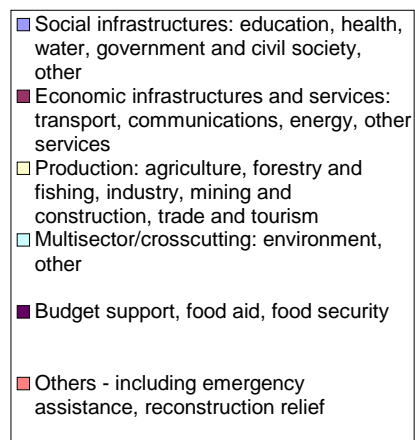 Social infrastructures: education, health,
water, government and civil society,
other
Economic infrastructures and services:
transport, communications, energy, other
services
Production: agriculture, forestry and
fishing, industry, mining and
construction, trade and tourism
Multisector/crosscutting: environment,
other
Budget support, food aid, food security
Others - including emergency
assistance, reconstruction relief